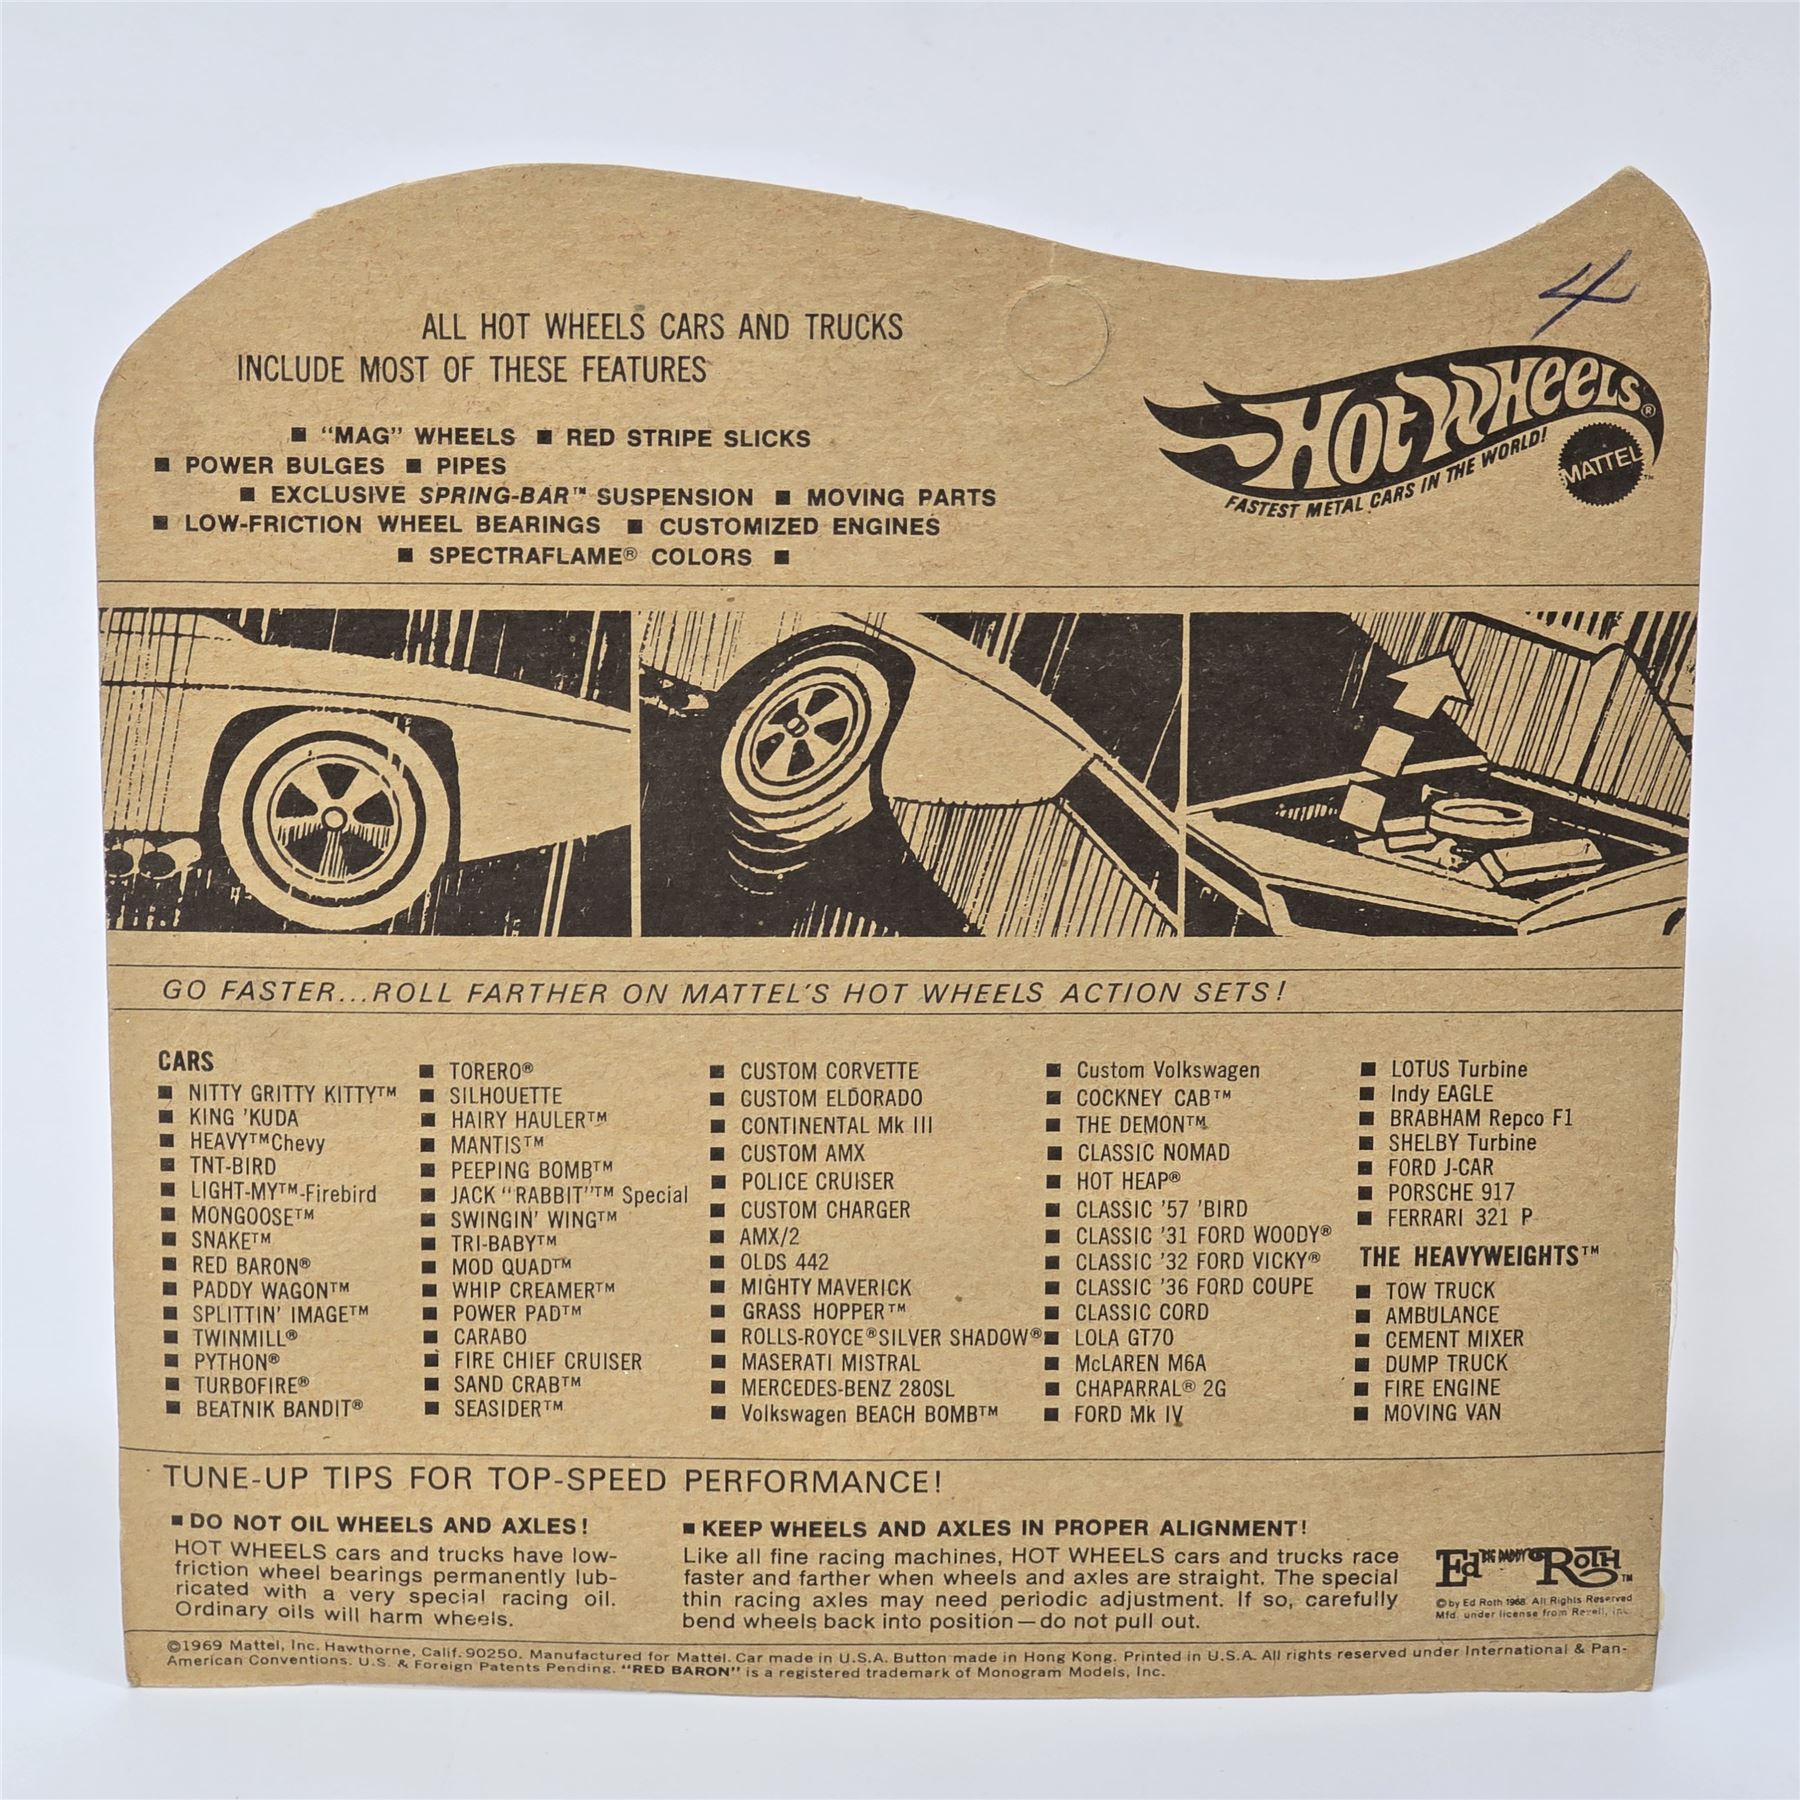 4
ALL HOT WHEELS CARS AND TRUCKS
INCLUDE MOST OF THESE FEATURES
■ "MAG" WHEELS ■ RED STRIPE SLICKS
■ POWER BULGES ■ PIPES
■ EXCLUSIVE SPRING-BAR™ SUSPENSION ■ MOVING PARTS
■ LOW-FRICTION WHEEL BEARINGS ■ CUSTOMIZED ENGINES
■ SPECTRAFLAME® COLORS ■
HOT WHEELS®
FASTEST METAL CARS IN THE WORLD!
MATTEL™
GO FASTER...ROLL FARTHER ON MATTEL'S HOT WHEELS ACTION SETS!
CARS
■ NITTY GRITTY KITTY™
■ KING 'KUDA
■ HEAVY™Chevy
■ TNT-BIRD
■ LIGHT-MY™-Firebird
■ MONGOOSE™
■ SNAKE™
■ RED BARON®
■ PADDY WAGON™
■ SPLITTIN' IMAGE™
■ TWINMILL®
■ PYTHON®
■ TURBOFIRE®
■ BEATNIK BANDIT®
■ TORERO®
■ SILHOUETTE
■ HAIRY HAULER™
■ MANTIS™
■ PEEPING BOMB™
■ JACK "RABBIT"™ Special
■ SWINGIN' WING™
■ TRI-BABY™
■ MOD QUAD™
■ WHIP CREAMER™
■ POWER PAD™
■ CARABO
■ FIRE CHIEF CRUISER
■ SAND CRAB™
■ SEASIDER™
■ CUSTOM CORVETTE
■ CUSTOM ELDORADO
■ CONTINENTAL Mk III
■ CUSTOM AMX
■ POLICE CRUISER
■ CUSTOM CHARGER
■ AMX/2
■ OLDS 442
■ MIGHTY MAVERICK
■ GRASS HOPPER™
■ ROLLS-ROYCE®SILVER SHADOW®
■ MASERATI MISTRAL
■ MERCEDES-BENZ 280SL
■ Volkswagen BEACH BOMB™
■ Custom Volkswagen
■ COCKNEY CAB™
■ THE DEMON™
■ CLASSIC NOMAD
■ HOT HEAP®
■ CLASSIC '57 'BIRD
■ CLASSIC '31 FORD WOODY®
■ CLASSIC '32 FORD VICKY®
■ CLASSIC '36 FORD COUPE
■ CLASSIC CORD
■ LOLA GT70
■ McLAREN M6A
■ CHAPARRAL® 2G
■ FORD Mk IV
■ LOTUS Turbine
■ Indy EAGLE
■ BRABHAM Repco F1
■ SHELBY Turbine
■ FORD J-CAR
■ PORSCHE 917
■ FERRARI 321 P
THE HEAVYWEIGHTS™
■ TOW TRUCK
■ AMBULANCE
■ CEMENT MIXER
■ DUMP TRUCK
■ FIRE ENGINE
■ MOVING VAN
TUNE-UP TIPS FOR TOP-SPEED PERFORMANCE!
■ DO NOT OIL WHEELS AND AXLES!
HOT WHEELS cars and trucks have low-
friction wheel bearings permanently lub-
ricated with a very special racing oil.
Ordinary oils will harm wheels.
■ KEEP WHEELS AND AXLES IN PROPER ALIGNMENT!
Like all fine racing machines, HOT WHEELS cars and trucks race
faster and farther when wheels and axles are straight. The special
thin racing axles may need periodic adjustment. If so, carefully
bend wheels back into position—do not pull out.
Ed "BIG DADDY" ROTH™
© by Ed Roth 1968 All Rights Reserved
Mfd. under license from Revell, Inc.
©1969 Mattel, Inc. Hawthorne, Calif. 90250. Manufactured for Mattel. Car made in U.S.A. Button made in Hong Kong. Printed in U.S.A. All rights reserved under International & Pan-
American Conventions. U.S. & Foreign Patents Pending. "RED BARON" is a registered trademark of Monogram Models, Inc.